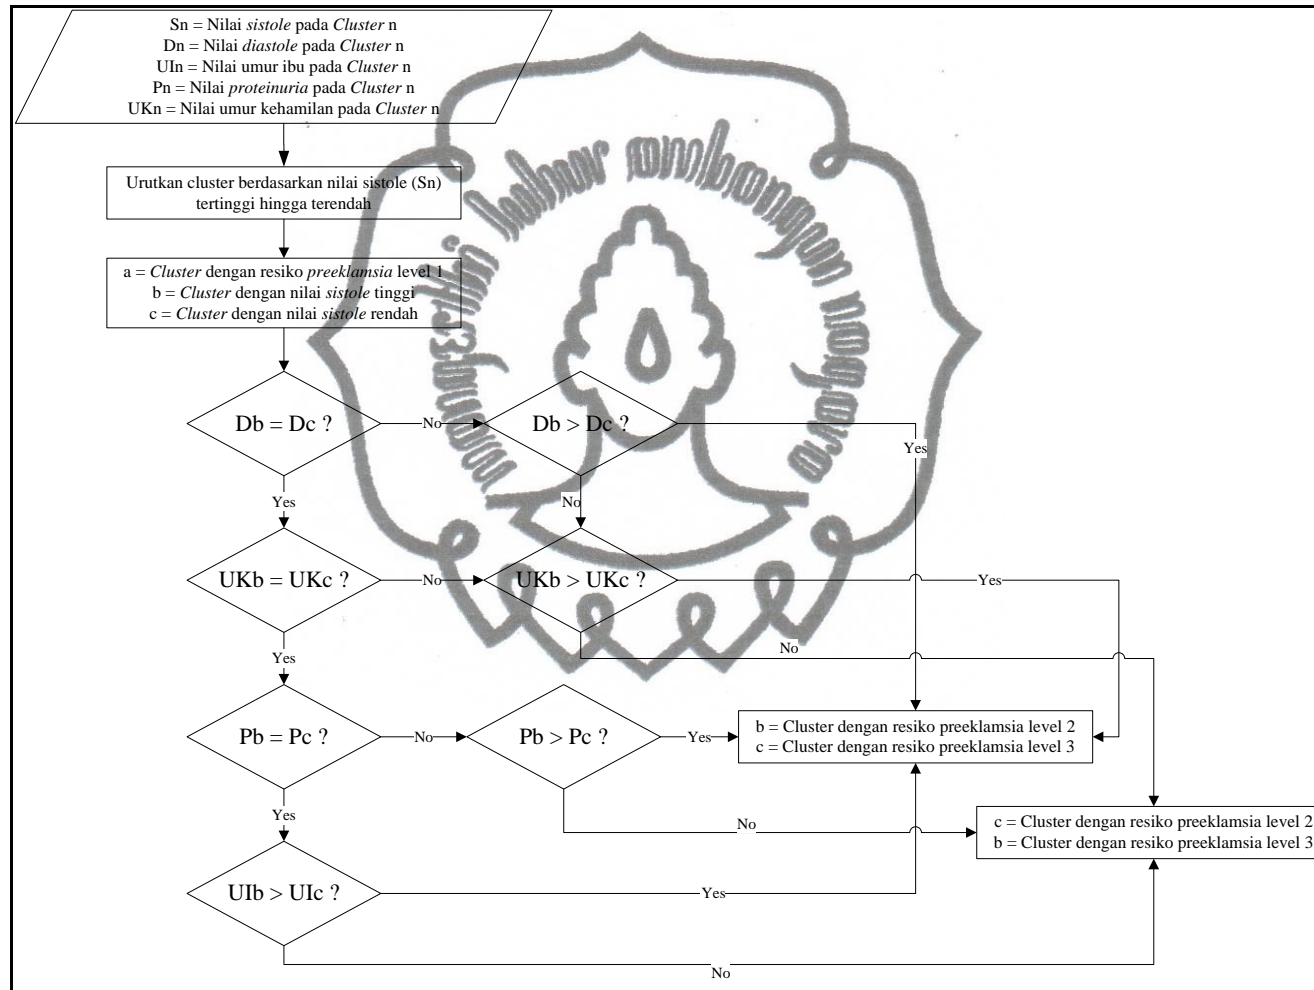 Sn = Nilai sistole pada Cluster n
Dn = Nilai diastole pada Cluster n
UIn = Nilai umur ibu pada Cluster n
Pn = Nilai proteinuria pada Cluster n
UKn = Nilai umur kehamilan pada Cluster n
Urutkan cluster berdasarkan nilai sistole (Sn)
tertinggi hingga terendah
a = Cluster dengan resiko preeklamsia level 1
b = Cluster dengan nilai sistole tinggi
c = Cluster dengan nilai sistole rendah
Db = Dc ?
No
Db > Dc ?
Yes
Yes
No
UKb = UKc ?
No
UKb > UKc ?
Yes
Yes
No
Pb = Pc ?
No
Pb > Pc ?
Yes
b = Cluster dengan resiko preeklamsia level 2
c = Cluster dengan resiko preeklamsia level 3
Yes
No
c = Cluster dengan resiko preeklamsia level 2
b = Cluster dengan resiko preeklamsia level 3
UIb > UIc ?
Yes
No